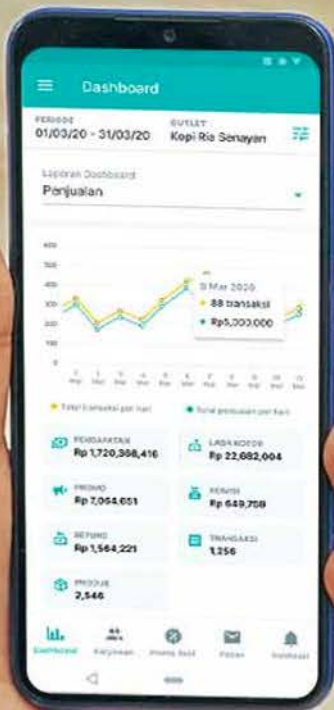 Dashboard
PERIODE
OUTLET
01/03/20 - 31/03/20
Kopi Ria Senayan
Laporan Dashboard
Penjualan
600
500
400
300
200
100
0
9 Mar 2020
88 transaksi
Rp5,000,000
Total transaksi per hari
Total penjualan per hari
PENDAPATAN
Rp 1,720,368,416
LABA KOTOR
Rp 22,682,004
PROMO
Rp 7,064,651
Rp 649,758
REFUND
Rp 1,564,221
TRANSAKSI
1,256
PRODUK
2,546
Dashboard
Karyawan
Pesan